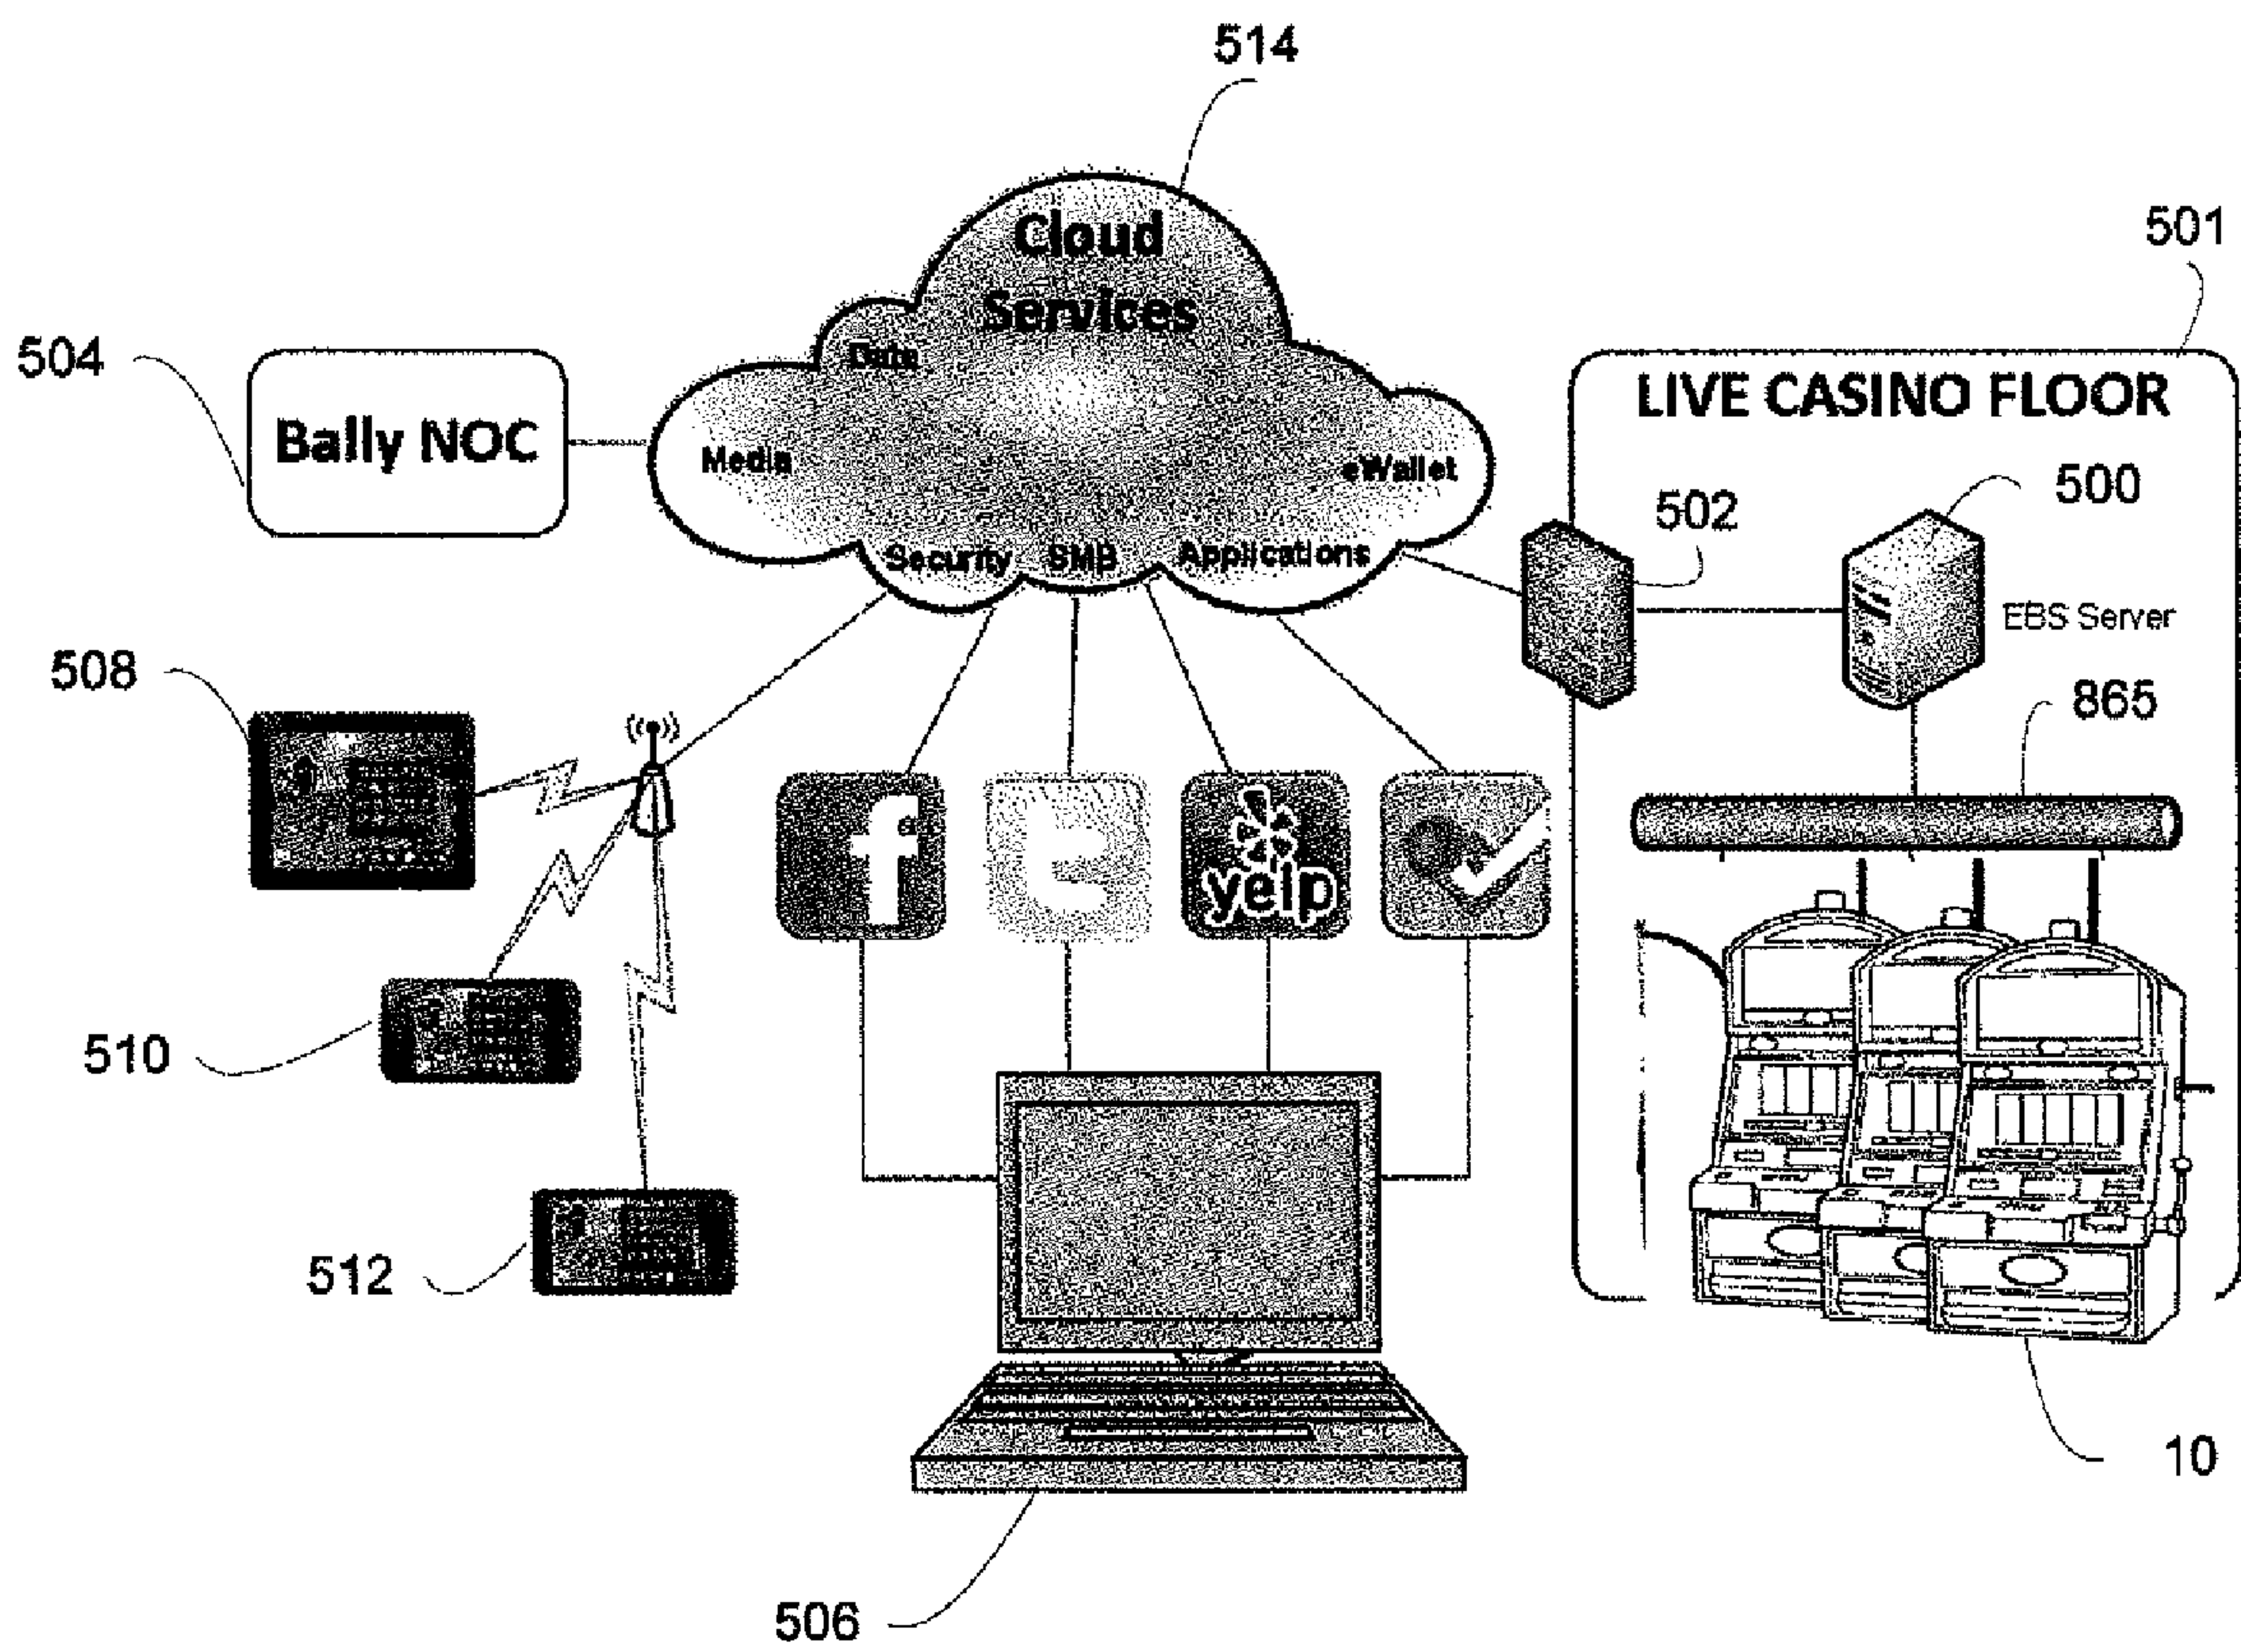 514
Cloud
Services
501
504
Bally NOC
Data
Media
eWallet
Security
SMB
Applications
LIVE CASINO FLOOR
500
502
EBS Server
865
508
f
t
yelp
510
512
10
506